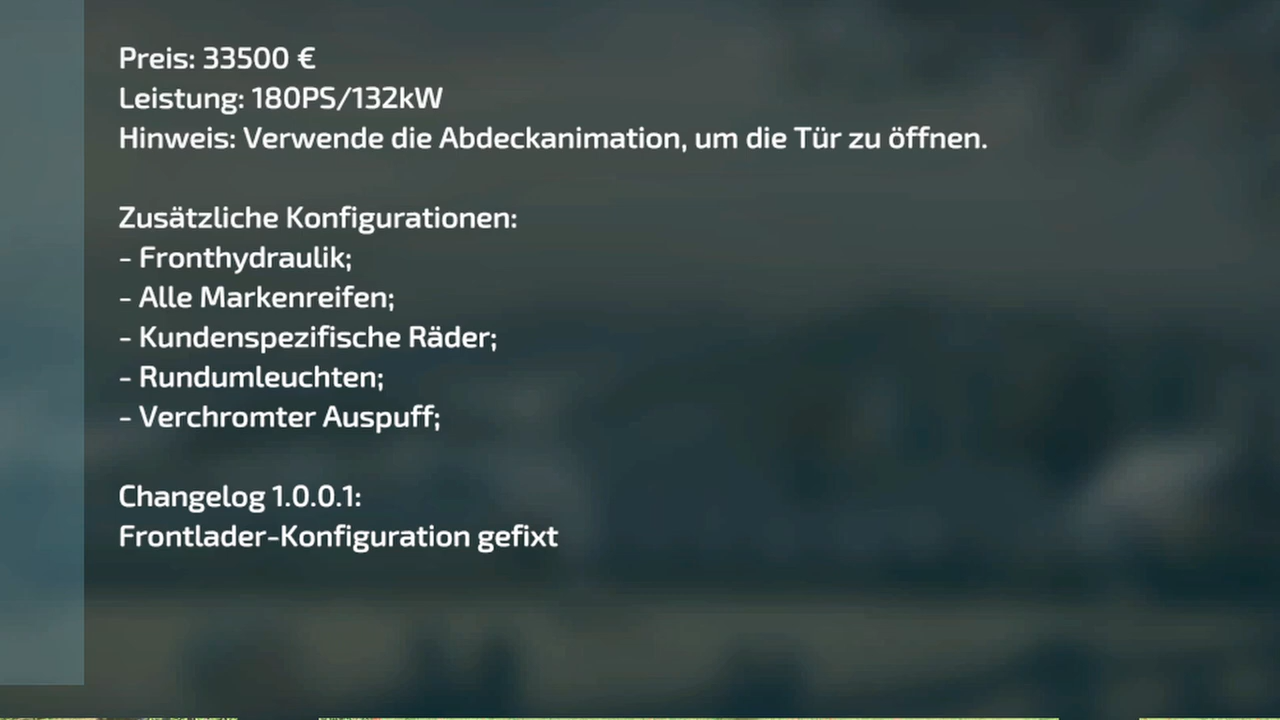 Preis: 33500 €
Leistung: 180PS/132kW
Hinweis: Verwende die Abdeckanimation, um die Tür zu öffnen.
Zusätzliche Konfigurationen:
- Fronthydraulik;
- Alle Markenreifen;
- Kundenspezifische Räder;
- Rundumleuchten;
- Verchromter Auspuff;
Changelog 1.0.0.1:
Frontlader-Konfiguration gefixt